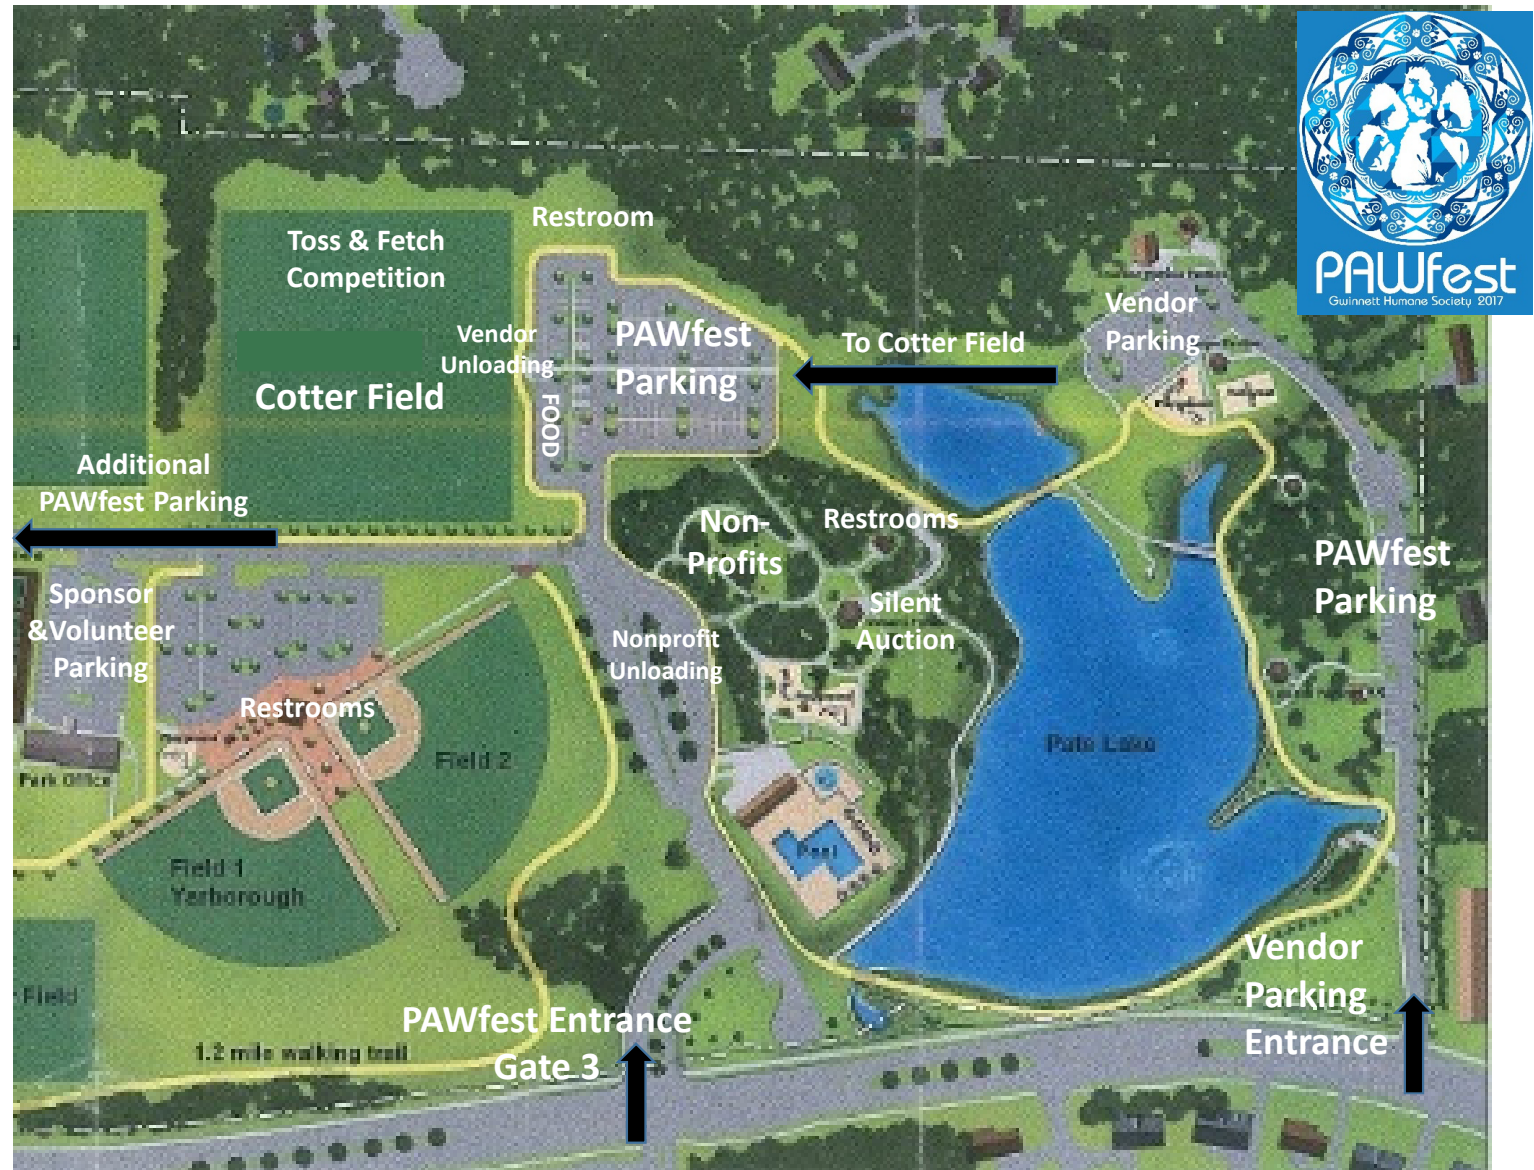 PAWfest
Gwinnett Humane Society 2017
Restroom
Toss & Fetch
Competition
Vendor
Unloading
PAWfest
Parking
To Cotter Field
Vendor
Parking
Cotter Field
FOOD
Additional
PAWfest Parking
Non-
Profits
Restrooms
PAWfest
Parking
Sponsor
&Volunteer
Parking
Silent
Auction
Nonprofit
Unloading
Restrooms
Park Office
Field 2
Pate Lake
Pool
Field 1
Yarborough
Field
Vendor
Parking
Entrance
PAWfest Entrance
Gate 3
1.2 mile walking trail